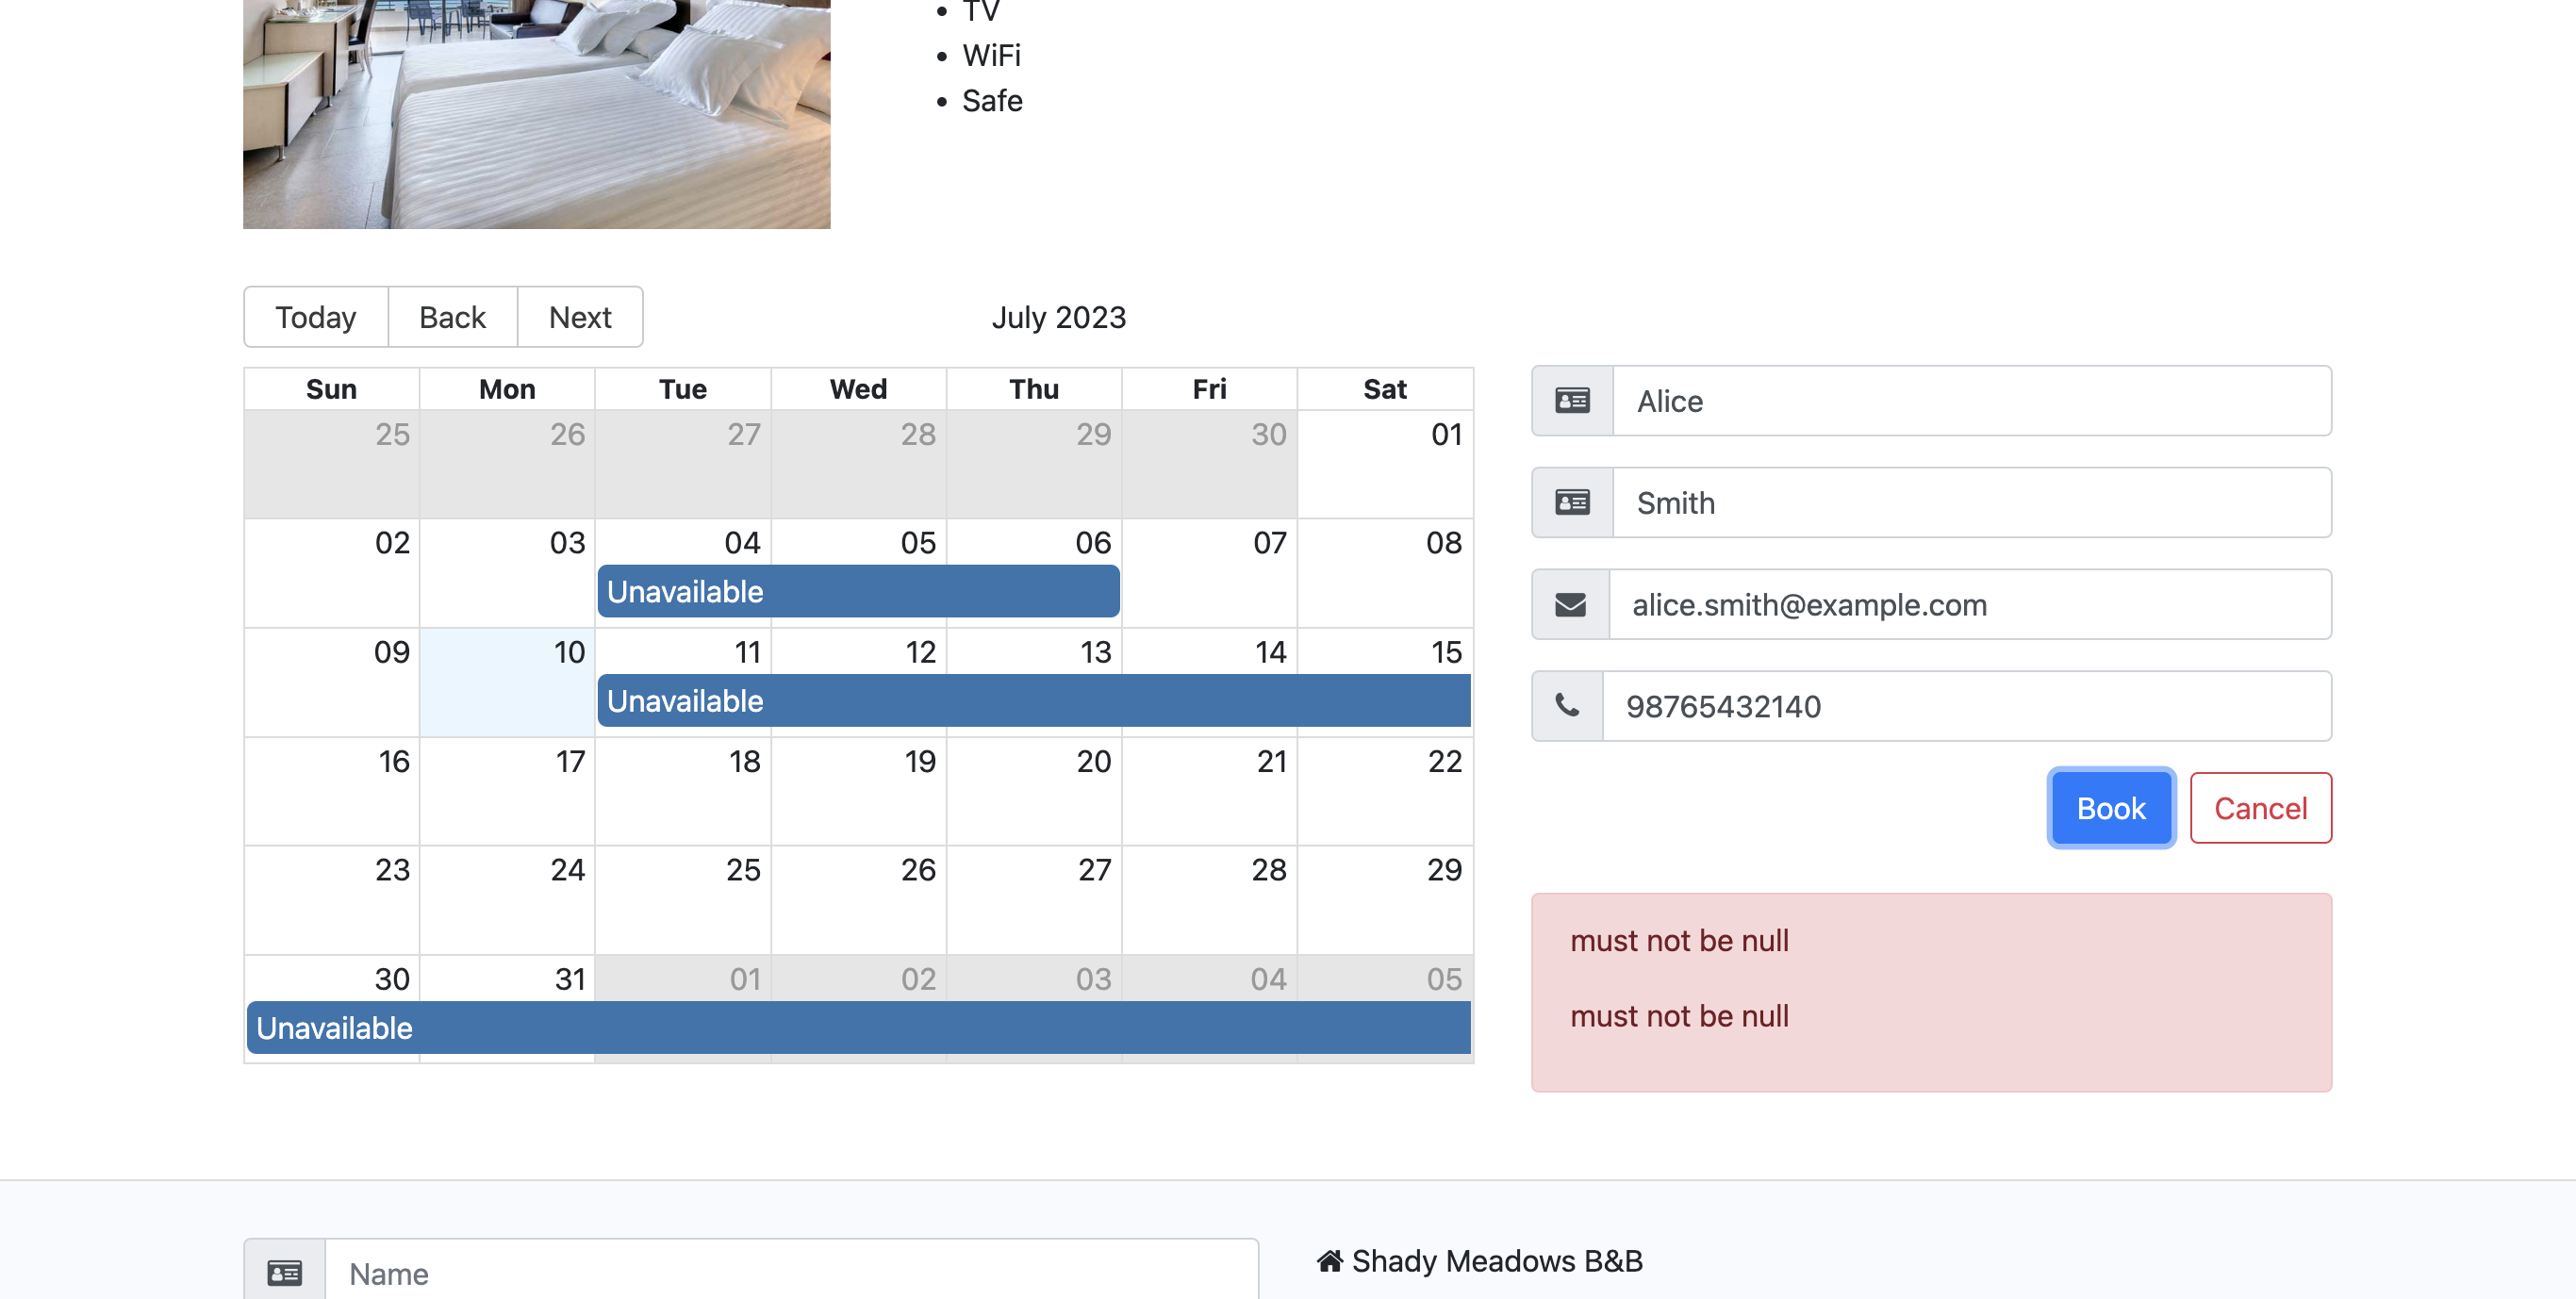 TV
WiFi
Safe
Today Back Next July 2023
Sun Mon Tue Wed Thu Fri Sat
25 26 27 28 29 30 01
02 03 04 05 06 07 08
Unavailable
09 10 11 12 13 14 15
Unavailable
16 17 18 19 20 21 22
23 24 25 26 27 28 29
30 31 01 02 03 04 05
Unavailable
Alice
Smith
alice.smith@example.com
98765432140
Book Cancel
must not be null
must not be null
Name
Shady Meadows B&B